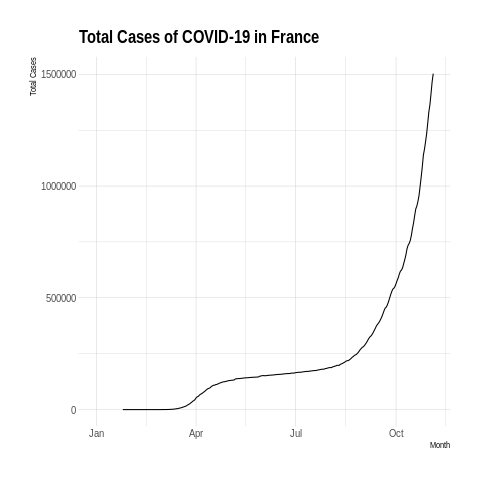 Total Cases of COVID-19 in France
Total Cases
1500000
1000000
500000
0
Jan Apr Jul Oct
Month